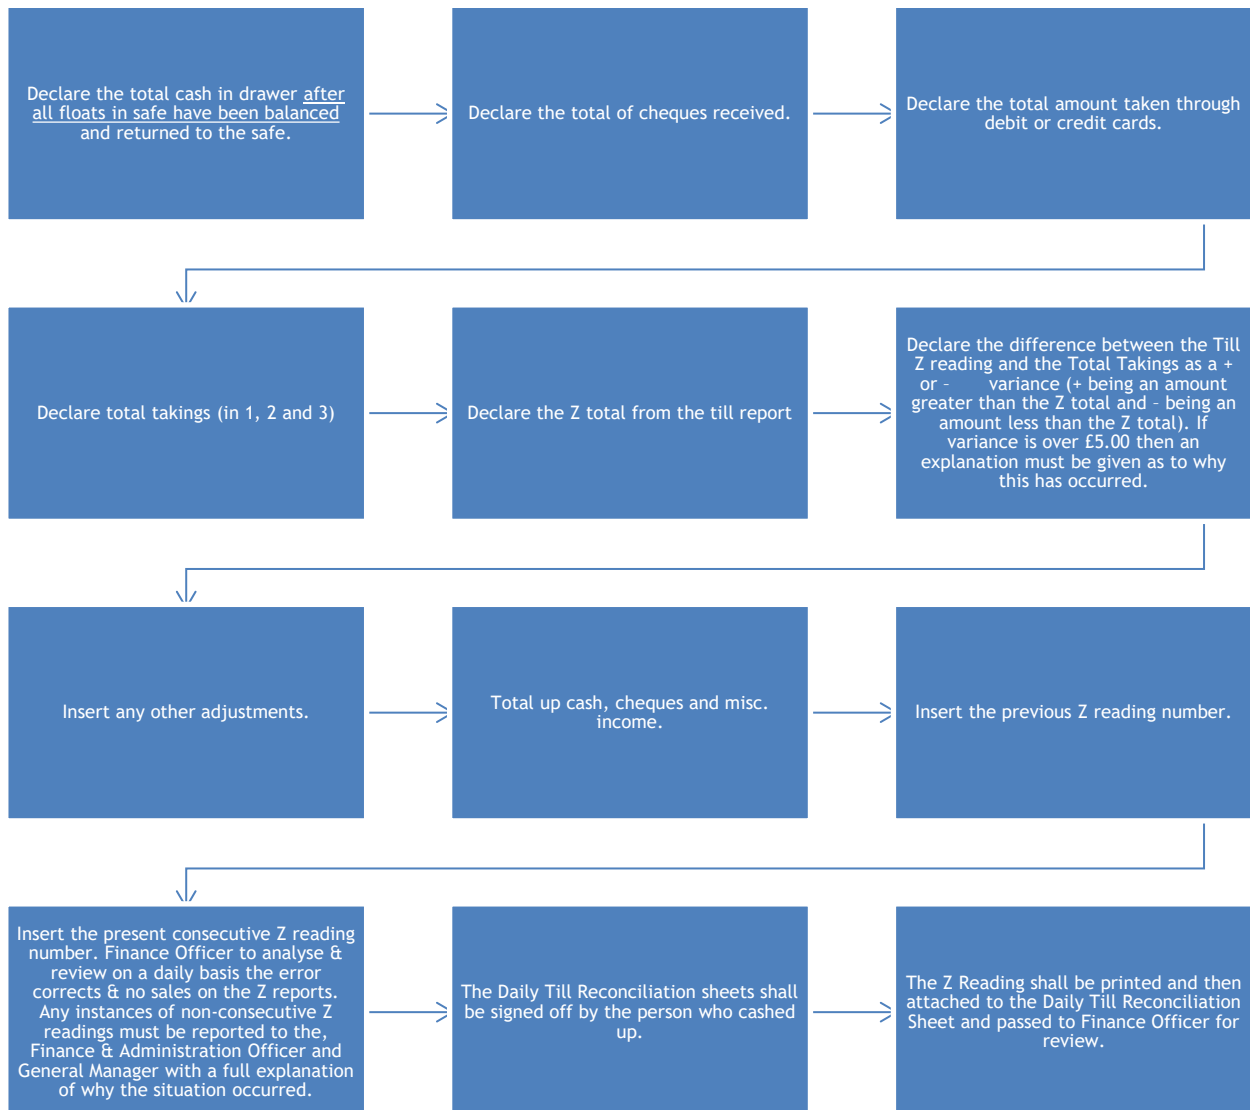 Declare the total cash in drawer after
all floats in safe have been balanced
and returned to the safe.
Declare the total of cheques received.
Declare the total amount taken through
debit or credit cards.
Declare total takings (in 1, 2 and 3)
Declare the Z total from the till report
Declare the difference between the Till
Z reading and the Total Takings as a +
or - variance (+ being an amount
greater than the Z total and - being an
amount less than the Z total). If
variance is over £5.00 then an
explanation must be given as to why
this has occurred.
Insert any other adjustments.
Total up cash, cheques and misc.
income.
Insert the previous Z reading number.
Insert the present consecutive Z reading
number. Finance Officer to analyse &
review on a daily basis the error
corrects & no sales on the Z reports.
Any instances of non-consecutive Z
readings must be reported to the,
Finance & Administration Officer and
General Manager with a full explanation
of why the situation occurred.
The Daily Till Reconciliation sheets shall
be signed off by the person who cashed
up.
The Z Reading shall be printed and then
attached to the Daily Till Reconciliation
Sheet and passed to Finance Officer for
review.